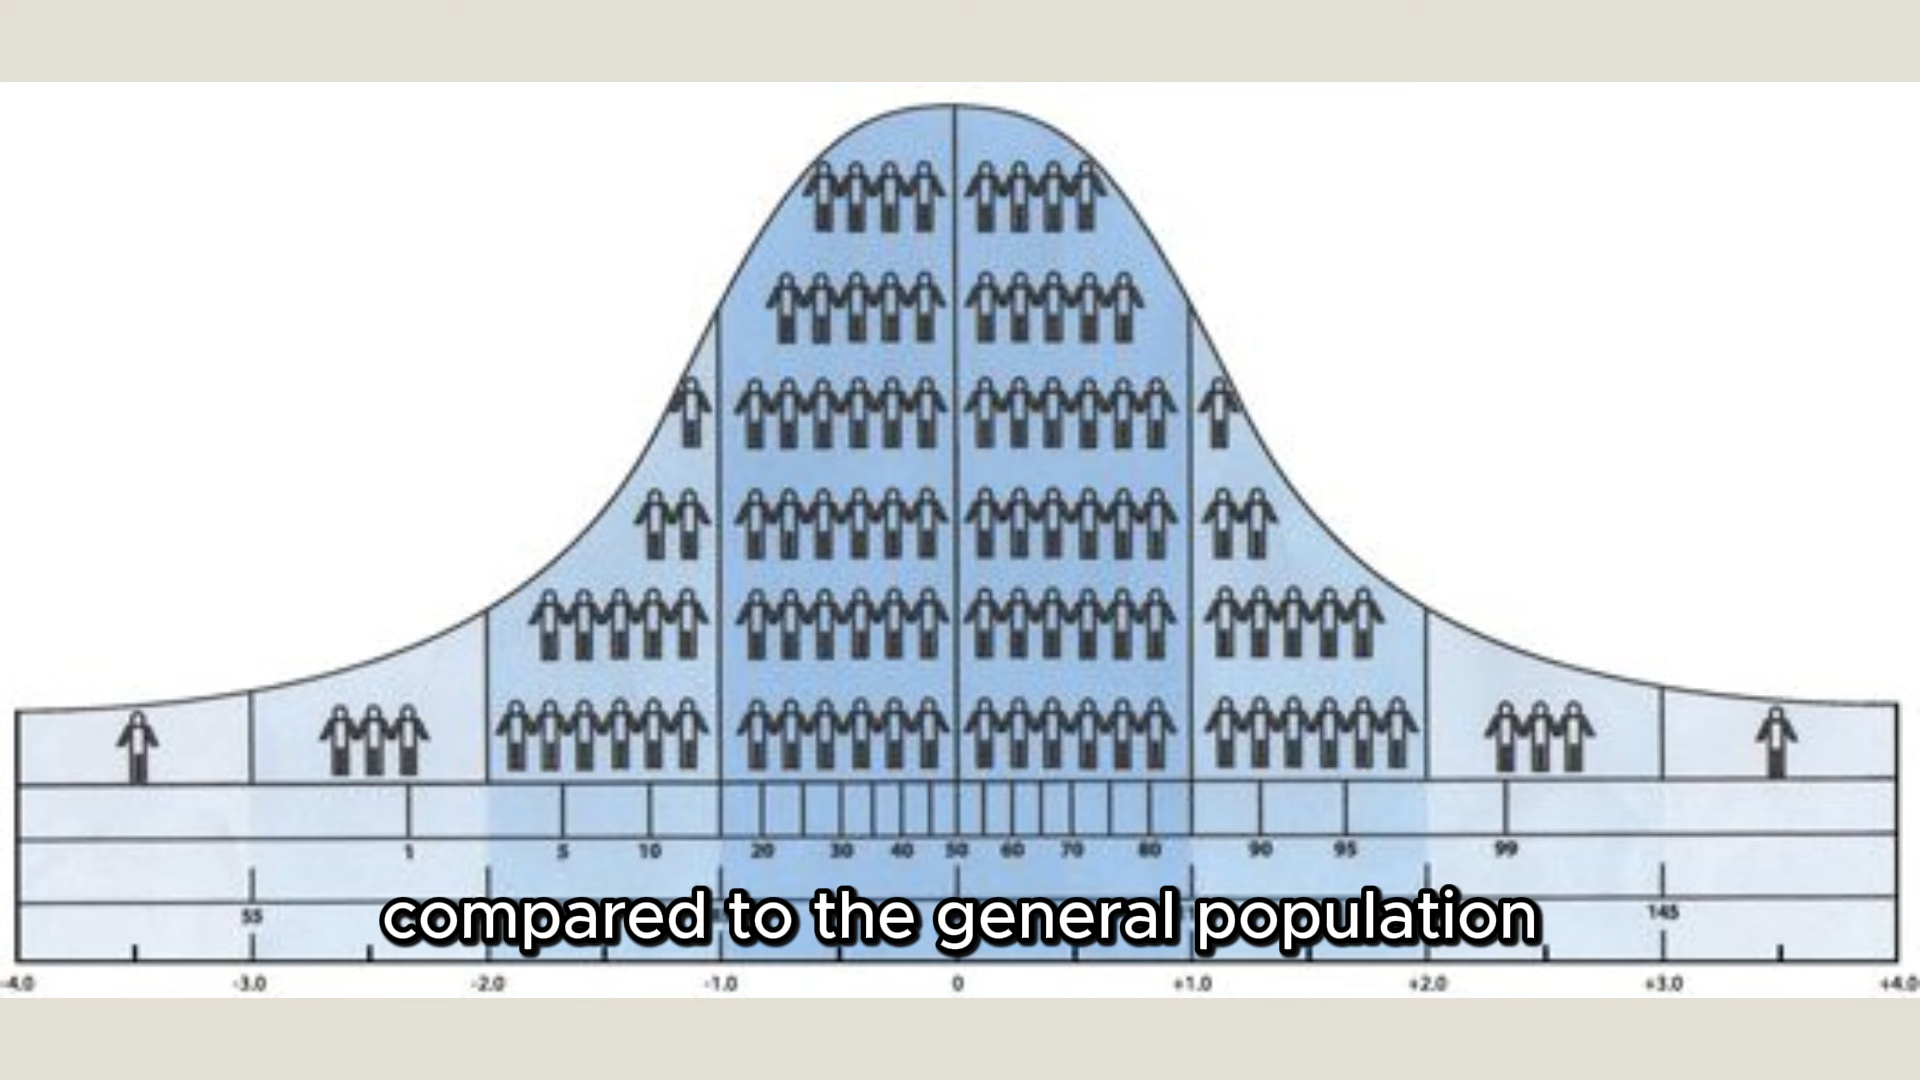 1 5 10 20 30 40 50 60 70 80 90 95 99
55 145
compared to the general population
-4.0 -3.0 -2.0 -1.0 0 +1.0 +2.0 +3.0 +4.0